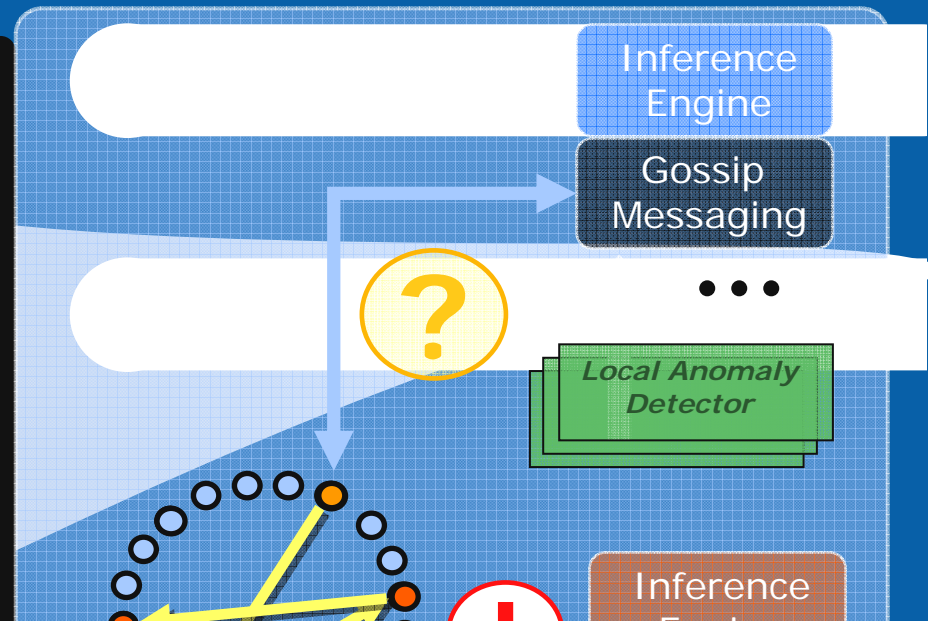 Inference
Engine
Gossip
Messaging
?
...
Local Anomaly
Detector
Inference